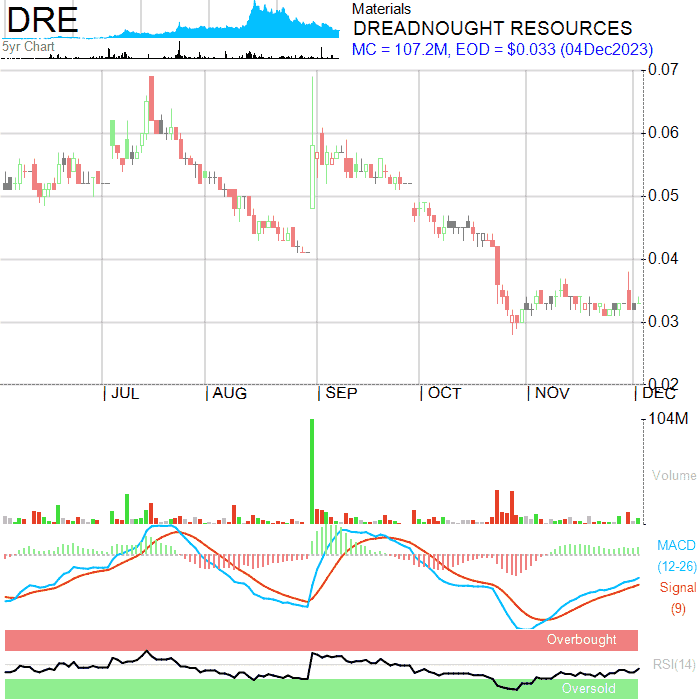 DRE
5yr Chart
Materials
DREADNOUGHT RESOURCES
MC = 107.2M, EOD = $0.033 (04Dec2023)
0.07
0.06
0.05
0.04
0.03
0.02
JUL AUG SEP OCT NOV DEC
104M
Volume
MACD
(12-26)
Signal
(9)
Overbought
RSI(14)
Oversold